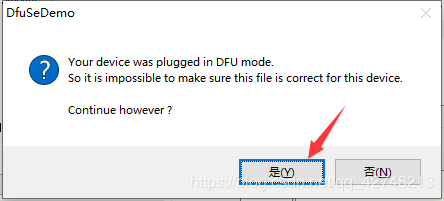 DfuSeDemo
Your device was plugged in DFU mode.
So it is impossible to make sure this file is correct for this device.
Continue however ?
是(Y)
否(N)